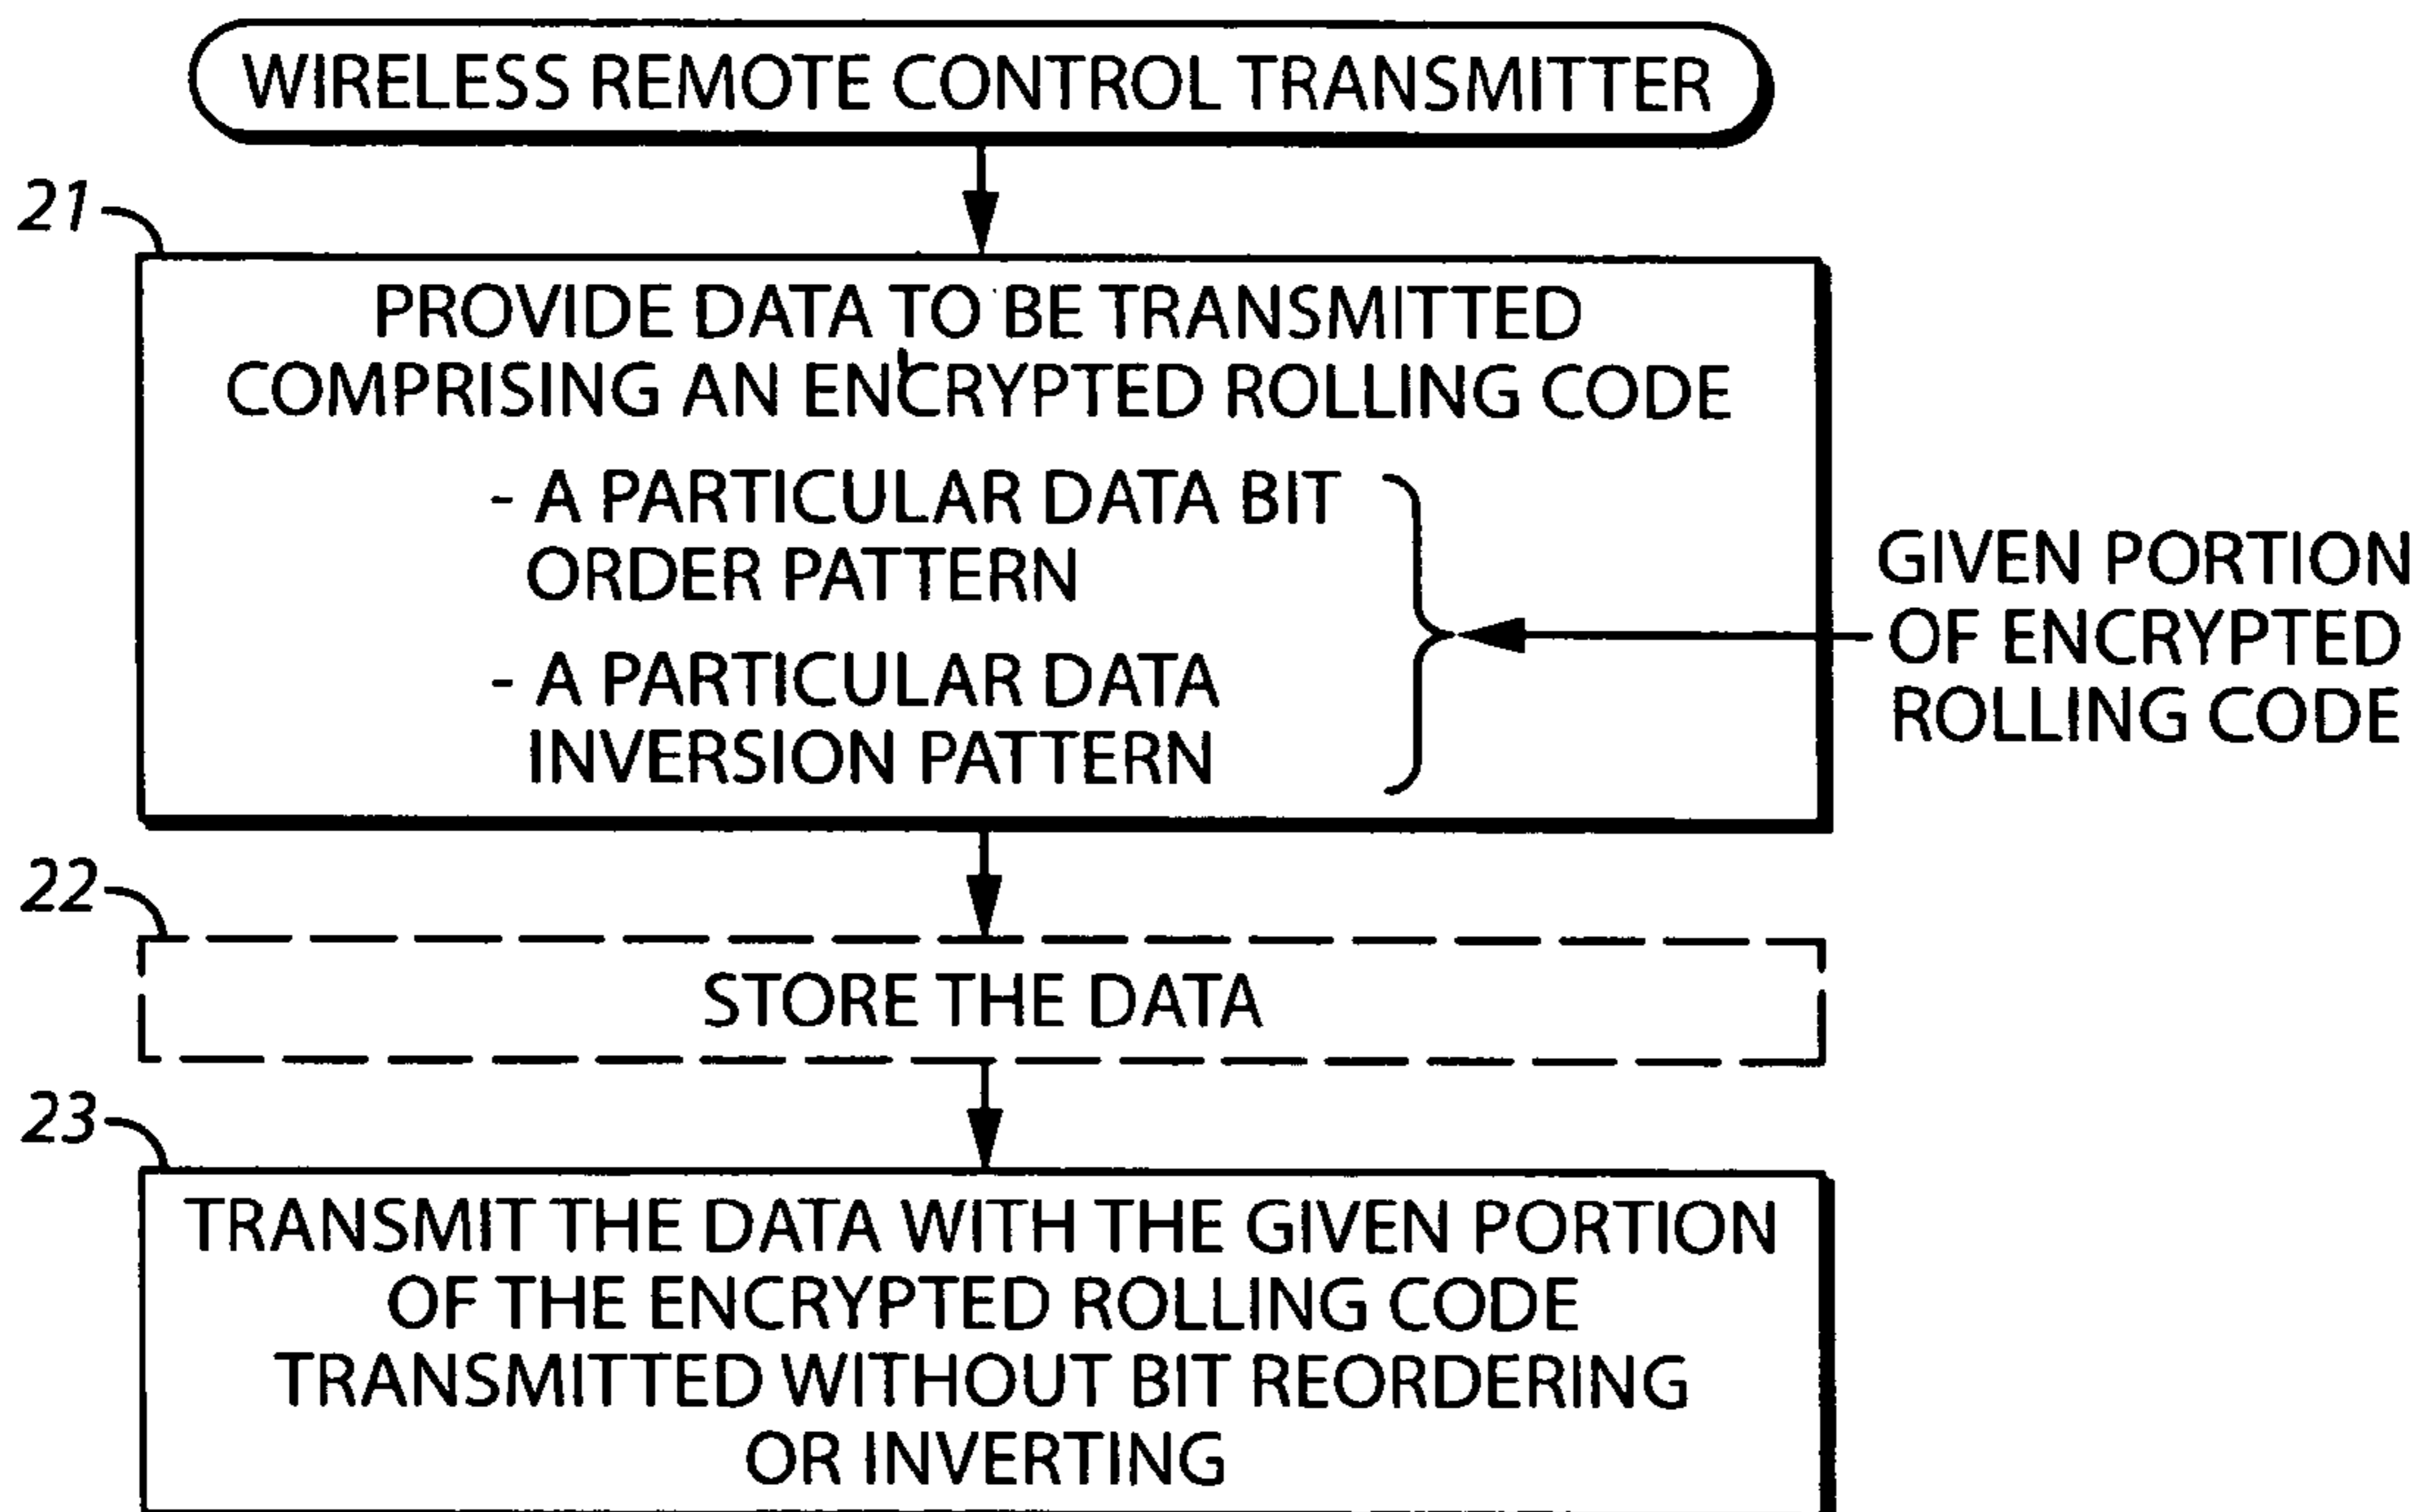 WIRELESS REMOTE CONTROL TRANSMITTER
21
PROVIDE DATA TO BE TRANSMITTED
COMPRISING AN ENCRYPTED ROLLING CODE
- A PARTICULAR DATA BIT
ORDER PATTERN
- A PARTICULAR DATA
INVERSION PATTERN
GIVEN PORTION
OF ENCRYPTED
ROLLING CODE
22
STORE THE DATA
23
TRANSMIT THE DATA WITH THE GIVEN PORTION
OF THE ENCRYPTED ROLLING CODE
TRANSMITTED WITHOUT BIT REORDERING
OR INVERTING